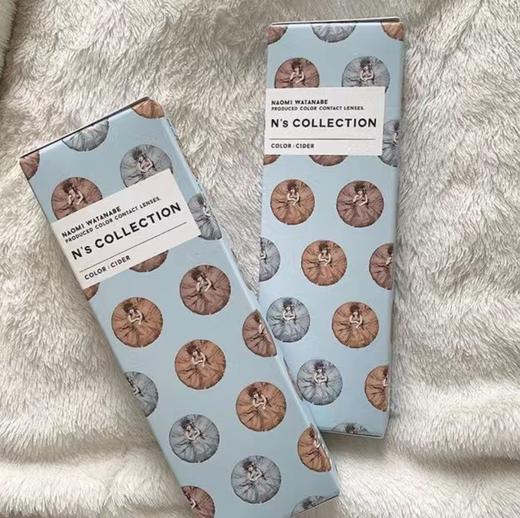 NAOMI WATANABE
PRODUCED COLOR CONTACT LENSES.
N's COLLECTION
COLOR : CIDER
NAOMI WATANABE
PRODUCED COLOR CONTACT LENSES.
N's COLLECTION
COLOR : CIDER